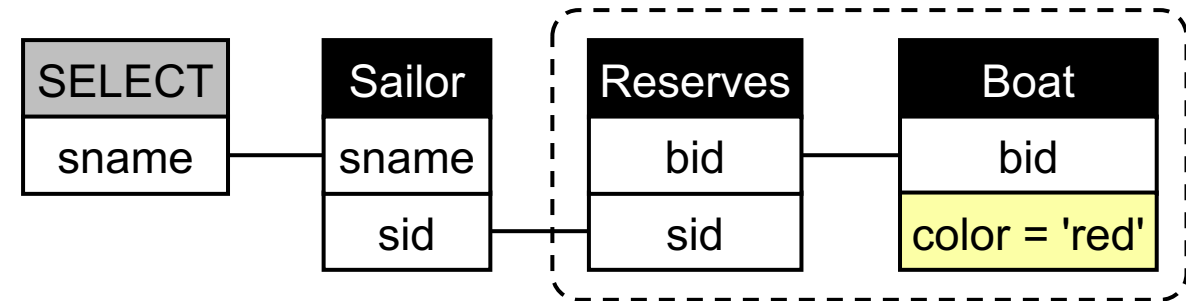 SELECT
sname
Sailor
sname
sid
Reserves
bid
sid
Boat
bid
color = 'red'